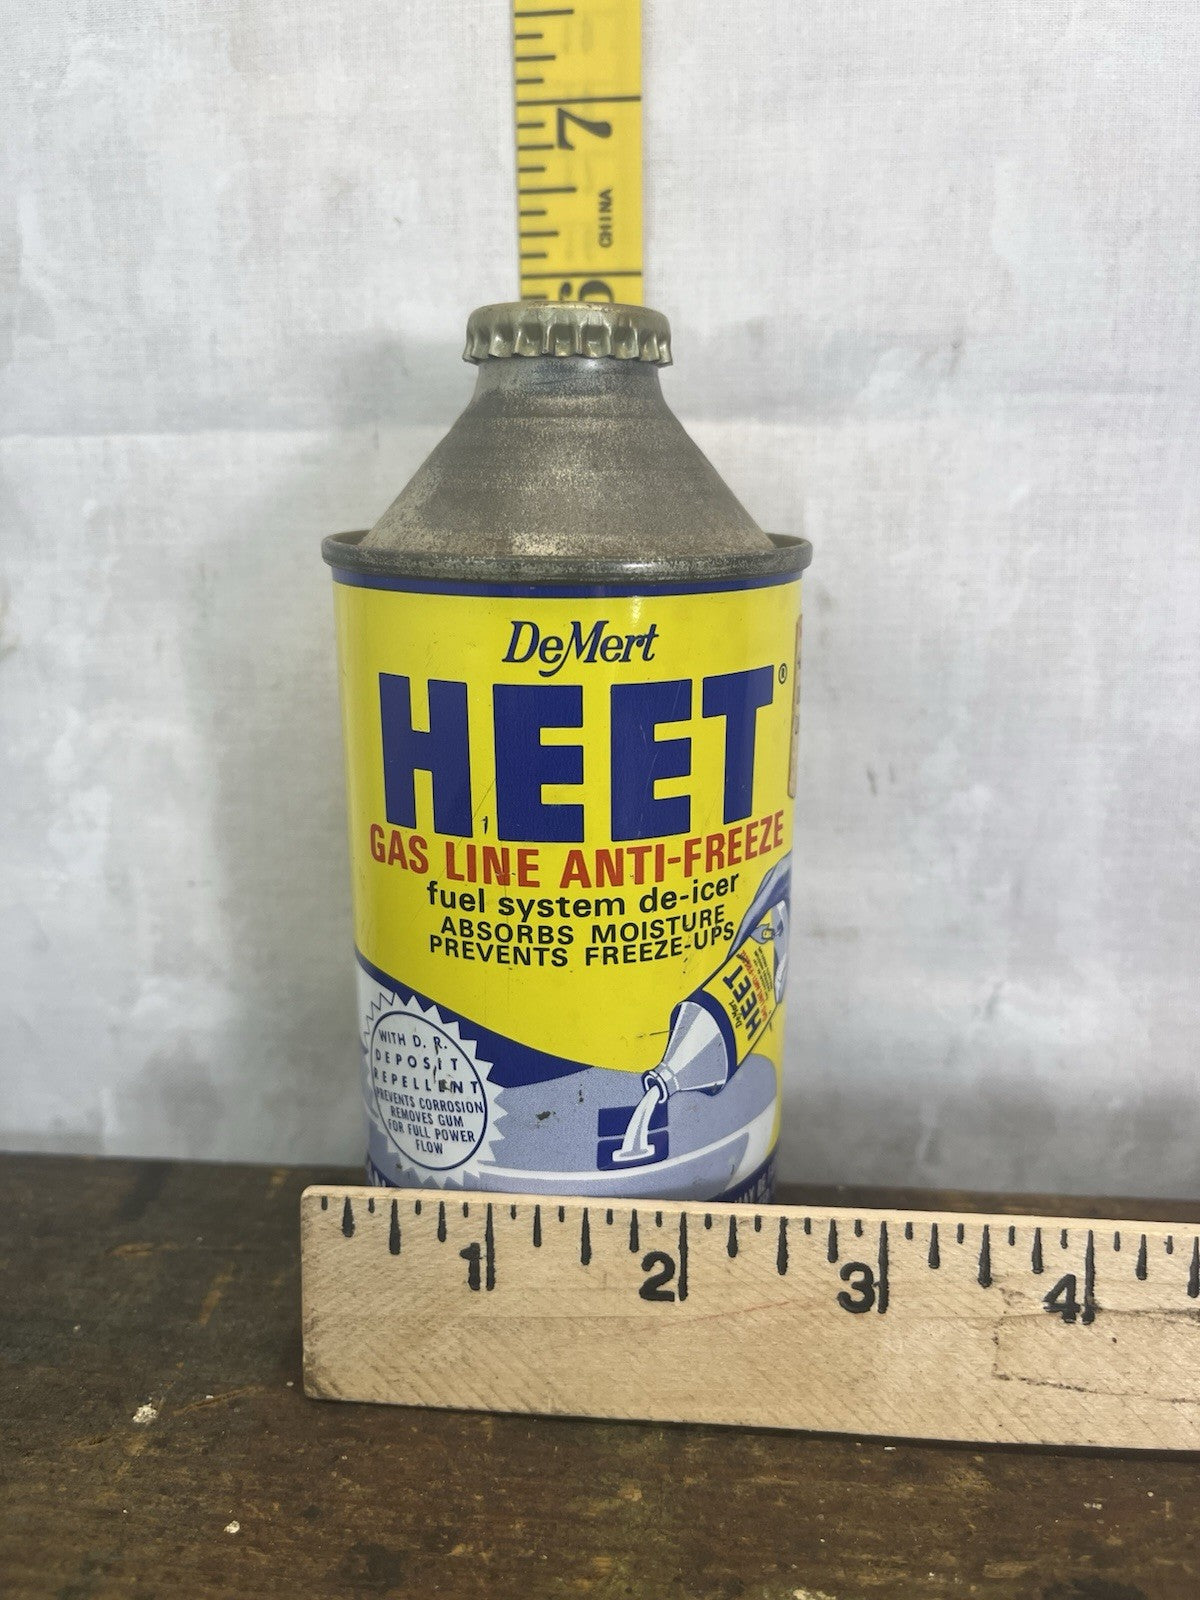 7
CHINA
6
DeMert
HEET®
GAS LINE ANTI-FREEZE
fuel system de-icer
ABSORBS MOISTURE
PREVENTS FREEZE-UPS
DeMert
HEET
WITH D. R.
DEPOSIT
REPELLENT
PREVENTS CORROSION
REMOVES GUM
FOR FULL POWER
FLOW
1 2 3 4